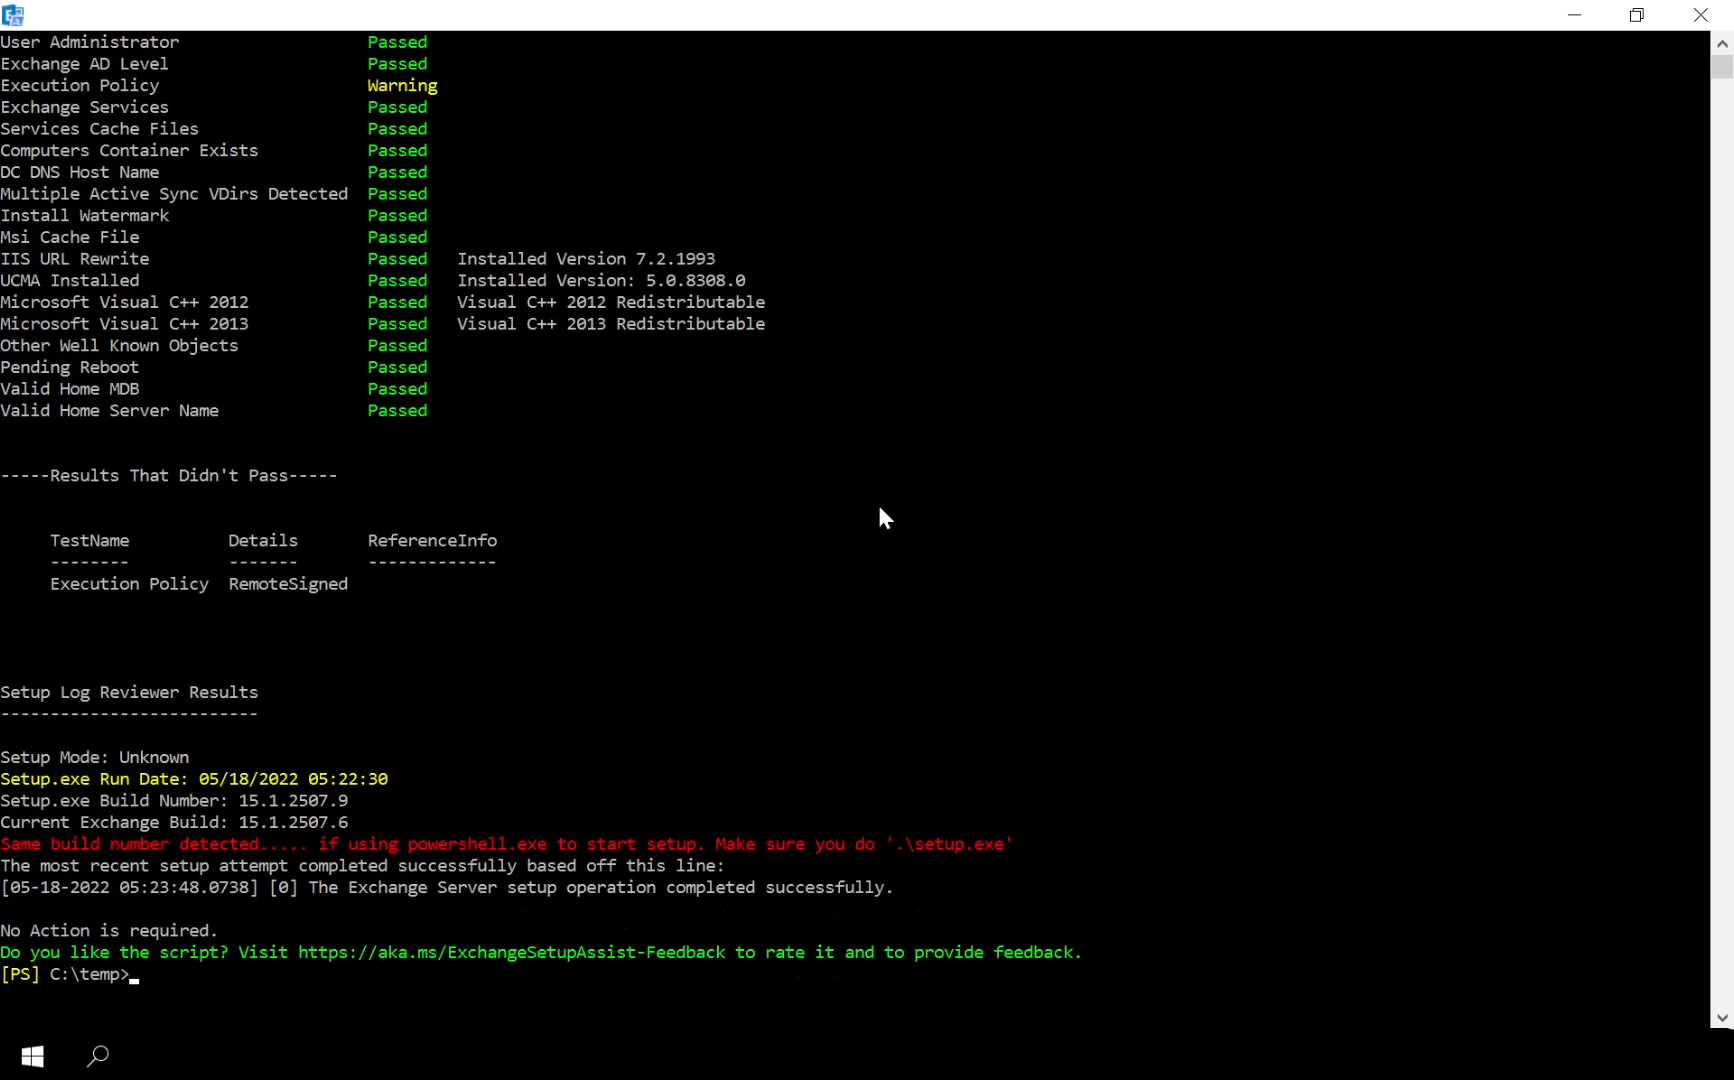 User Administrator Passed
Exchange AD Level Passed
Execution Policy Warning
Exchange Services Passed
Services Cache Files Passed
Computers Container Exists Passed
DC DNS Host Name Passed
Multiple Active Sync VDirs Detected Passed
Install Watermark Passed
Msi Cache File Passed
IIS URL Rewrite Passed Installed Version 7.2.1993
UCMA Installed Passed Installed Version: 5.0.8308.0
Microsoft Visual C++ 2012 Passed Visual C++ 2012 Redistributable
Microsoft Visual C++ 2013 Passed Visual C++ 2013 Redistributable
Other Well Known Objects Passed
Pending Reboot Passed
Valid Home MDB Passed
Valid Home Server Name Passed
-----Results That Didn't Pass-----
TestName Details ReferenceInfo
-------- ------- -------------
Execution Policy RemoteSigned
Setup Log Reviewer Results
--------------------------
Setup Mode: Unknown
Setup.exe Run Date: 05/18/2022 05:22:30
Setup.exe Build Number: 15.1.2507.9
Current Exchange Build: 15.1.2507.6
Same build number detected..... if using powershell.exe to start setup. Make sure you do '.\setup.exe'
The most recent setup attempt completed successfully based off this line:
[05-18-2022 05:23:48.0738] [0] The Exchange Server setup operation completed successfully.
No Action is required.
Do you like the script? Visit https://aka.ms/ExchangeSetupAssist-Feedback to rate it and to provide feedback.
[PS] C:\temp>